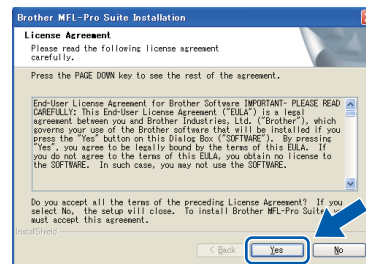 Brother MFL-Pro Suite Installation
License Agreement
Please read the following license agreement
carefully.
Press the PAGE DOWN key to see the rest of the agreement.
End-User License Agreement for Brother Software IMPORTANT- PLEASE READ
CAREFULLY: This End-User License Agreement ("EULA") is a legal
agreement between you and Brother Industries, Ltd. ("Brother"), which
governs your use of the Brother software that will be installed if you
press the "Yes" button on this Dialog Box ("SOFTWARE"). By pressing
"Yes", you agree to be legally bound by the terms of this EULA. If
you do not agree to the terms of this EULA, you obtain no license to
the SOFTWARE. In such case, you may not use the SOFTWARE.
Do you accept all the terms of the preceding License Agreement? If you
select No, the setup will close. To install Brother MFL-Pro Suite,
must accept this agreement.
InstallShield
< Back
Yes
No